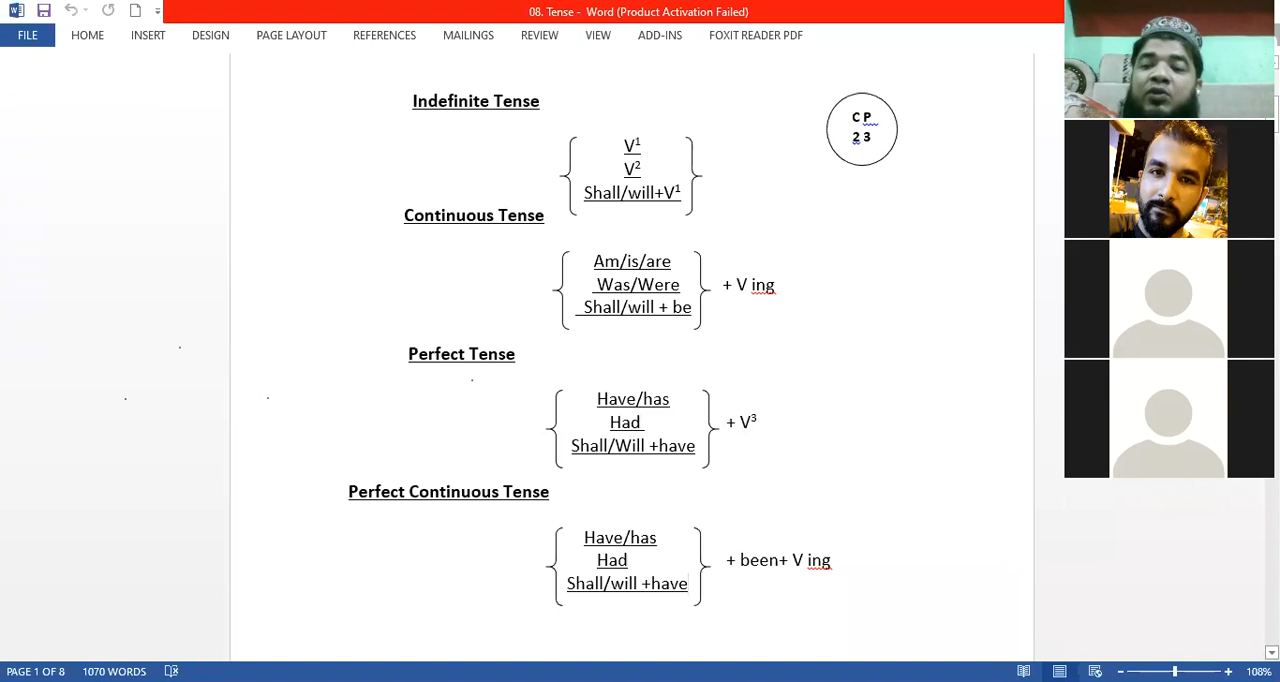 08. Tense - Word (Product Activation Failed)
FILE HOME INSERT DESIGN PAGE LAYOUT REFERENCES MAILINGS REVIEW VIEW ADD-INS FOXIT READER PDF
Indefinite Tense
C P
2 3
V¹
V²
Shall/will+V¹
Continuous Tense
Am/is/are
Was/Were + V ing
Shall/will + be
Perfect Tense
Have/has
Had + V³
Shall/Will +have
Perfect Continuous Tense
Have/has
Had + been+ V ing
Shall/will +have
PAGE 1 OF 8 1070 WORDS 108%